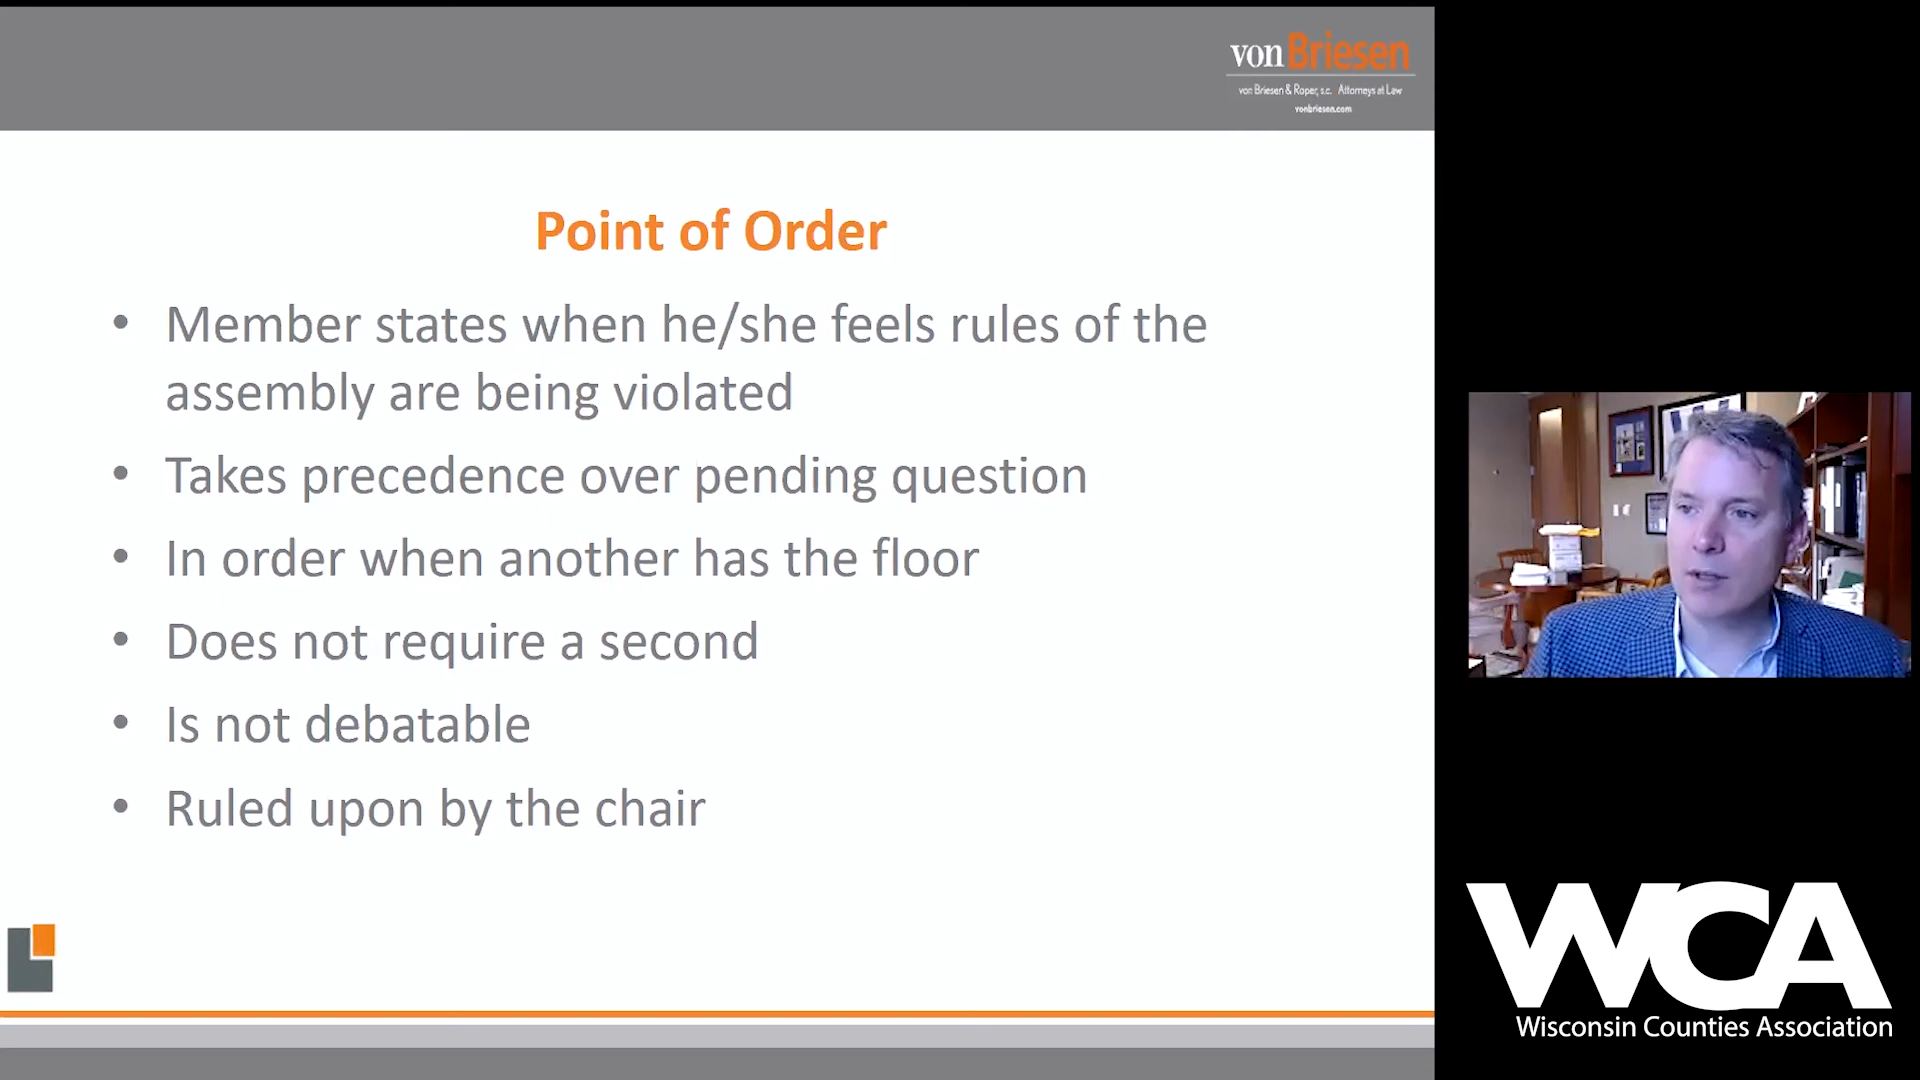 von Briesen
von Briesen & Roper, s.c. Attorneys at Law
vonbriesen.com
Point of Order
• Member states when he/she feels rules of the
assembly are being violated
• Takes precedence over pending question
• In order when another has the floor
• Does not require a second
• Is not debatable
• Ruled upon by the chair
WCA
Wisconsin Counties Association